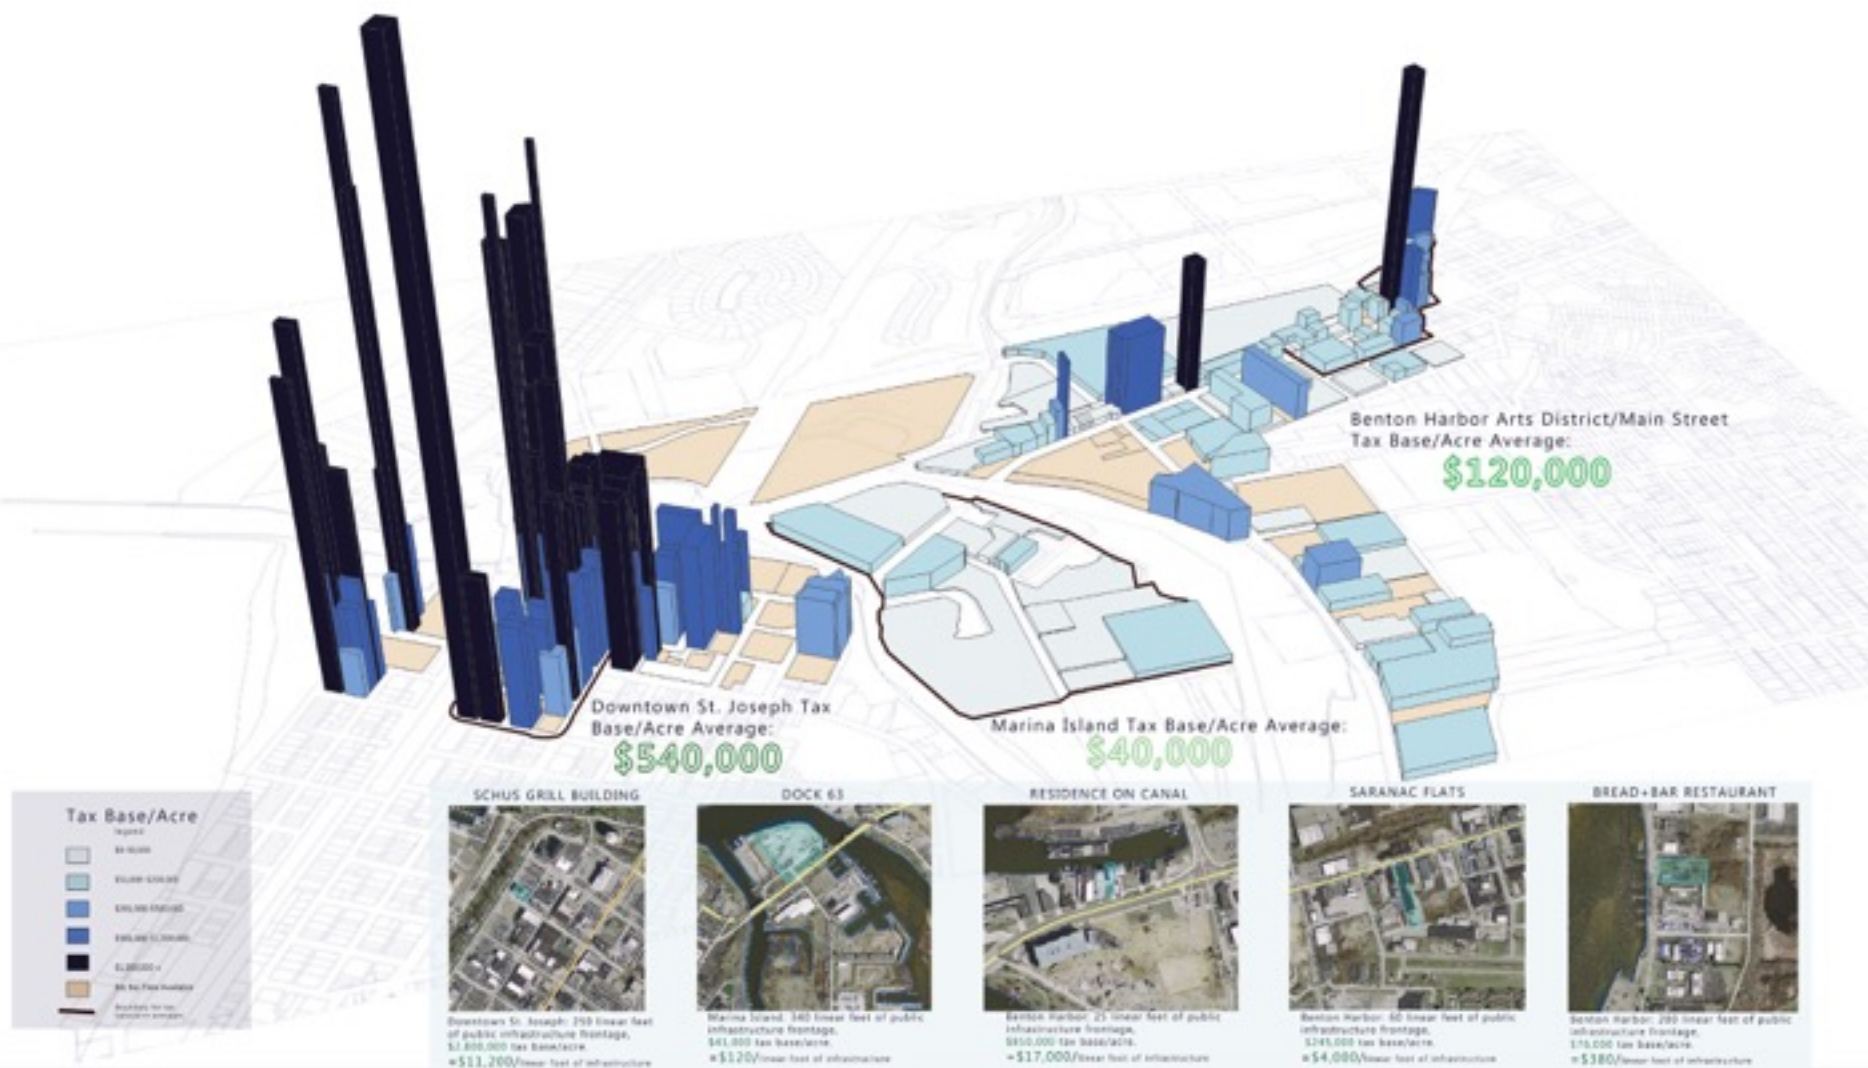 Benton Harbor Arts District/Main Street
Tax Base/Acre Average:
$120,000
Downtown St. Joseph Tax
Base/Acre Average:
$540,000
Marina Island Tax Base/Acre Average:
$40,000
Tax Base/Acre
legend
SCHUS GRILL BUILDING
Downtown St. Joseph: 250 linear feet
of public infrastructure frontage,
$2,800,000 tax base/acre.
=$11,200/linear foot of infrastructure
DOCK 63
Marina Island: 340 linear feet of public
infrastructure frontage,
$41,000 tax base/acre.
=$120/linear foot of infrastructure
RESIDENCE ON CANAL
Benton Harbor: 25 linear feet of public
infrastructure frontage,
tax base/acre.
=$17,000/linear foot of infrastructure
SARANAC FLATS
Benton Harbor: 60 linear feet of public
infrastructure frontage,
$245,000 tax base/acre.
=$4,000/linear foot of infrastructure
BREAD+BAR RESTAURANT
Benton Harbor: 200 linear feet of public
infrastructure frontage,
$76,000 tax base/acre.
=$380/linear foot of infrastructure